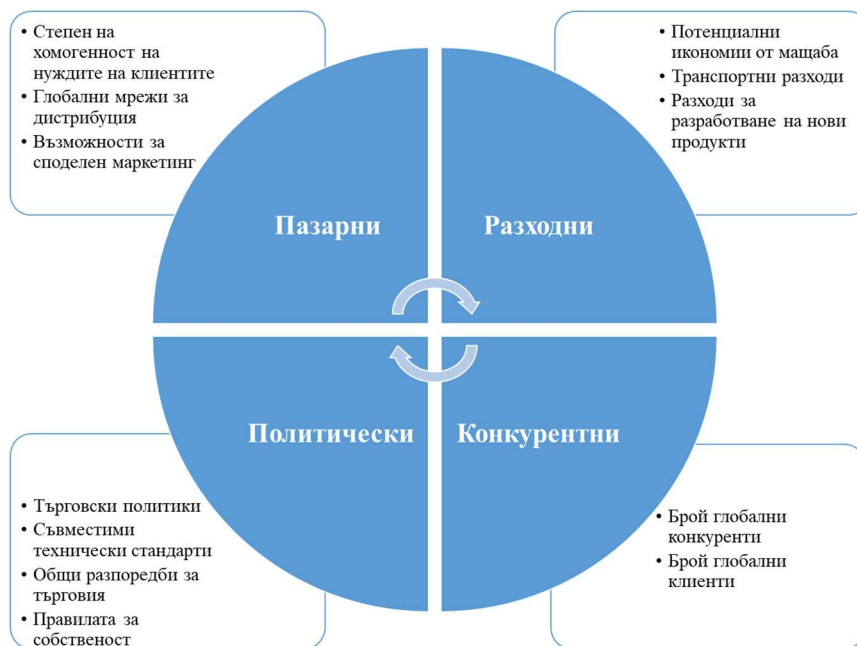 • Степен на
хомогенност на
нуждите на клиентите
• Глобални мрежи за
дистрибуция
• Възможности за
споделен маркетинг
• Потенциални
икономии от мащаба
• Транспортни разходи
• Разходи за
разработване на нови
продукти
Пазарни
Разходни
Политически
Конкурентни
• Търговски политики
• Съвместими
технически стандарти
• Общи разпоредби за
търговия
• Правилата за
собственост
• Брой глобални
конкуренти
• Брой глобални
клиенти